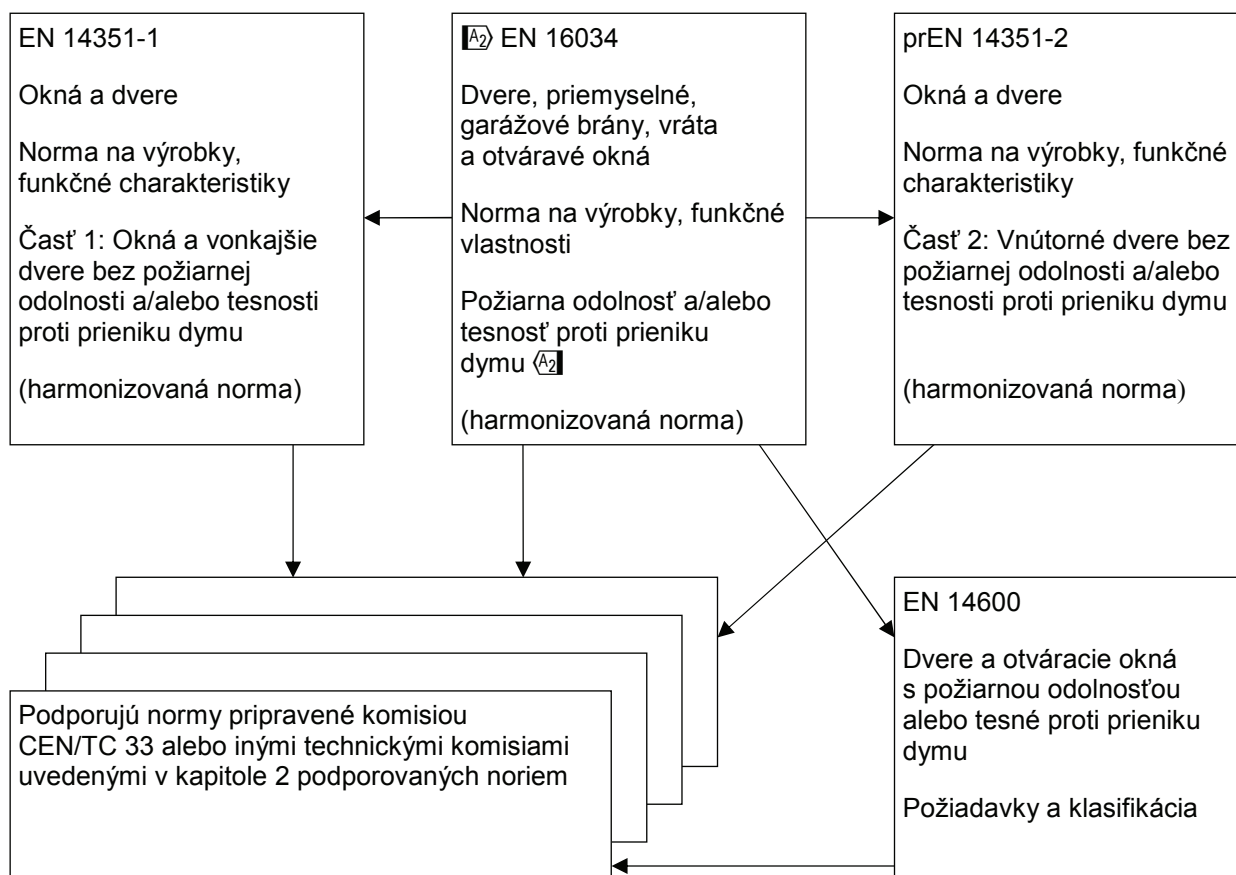 EN 14351-1
Okná a dvere
Norma na výrobky,
funkčné charakteristiky
Časť 1: Okná a vonkajšie
dvere bez požiarnej
odolnosti a/alebo tesnosti
proti prieniku dymu
(harmonizovaná norma)
A2 EN 16034
Dvere, priemyselné,
garážové brány, vráta
a otváravé okná
Norma na výrobky, funkčné
vlastnosti
Požiarna odolnosť a/alebo
tesnosť proti prieniku
dymu A2
(harmonizovaná norma)
prEN 14351-2
Okná a dvere
Norma na výrobky, funkčné
charakteristiky
Časť 2: Vnútorné dvere bez
požiarnej odolnosti a/alebo
tesnosti proti prieniku dymu
(harmonizovaná norma)
Podporujú normy pripravené komisiou
CEN/TC 33 alebo inými technickými komisiami
uvedenými v kapitole 2 podporovaných noriem
EN 14600
Dvere a otváracie okná
s požiarnou odolnosťou
alebo tesné proti prieniku
dymu
Požiadavky a klasifikácia